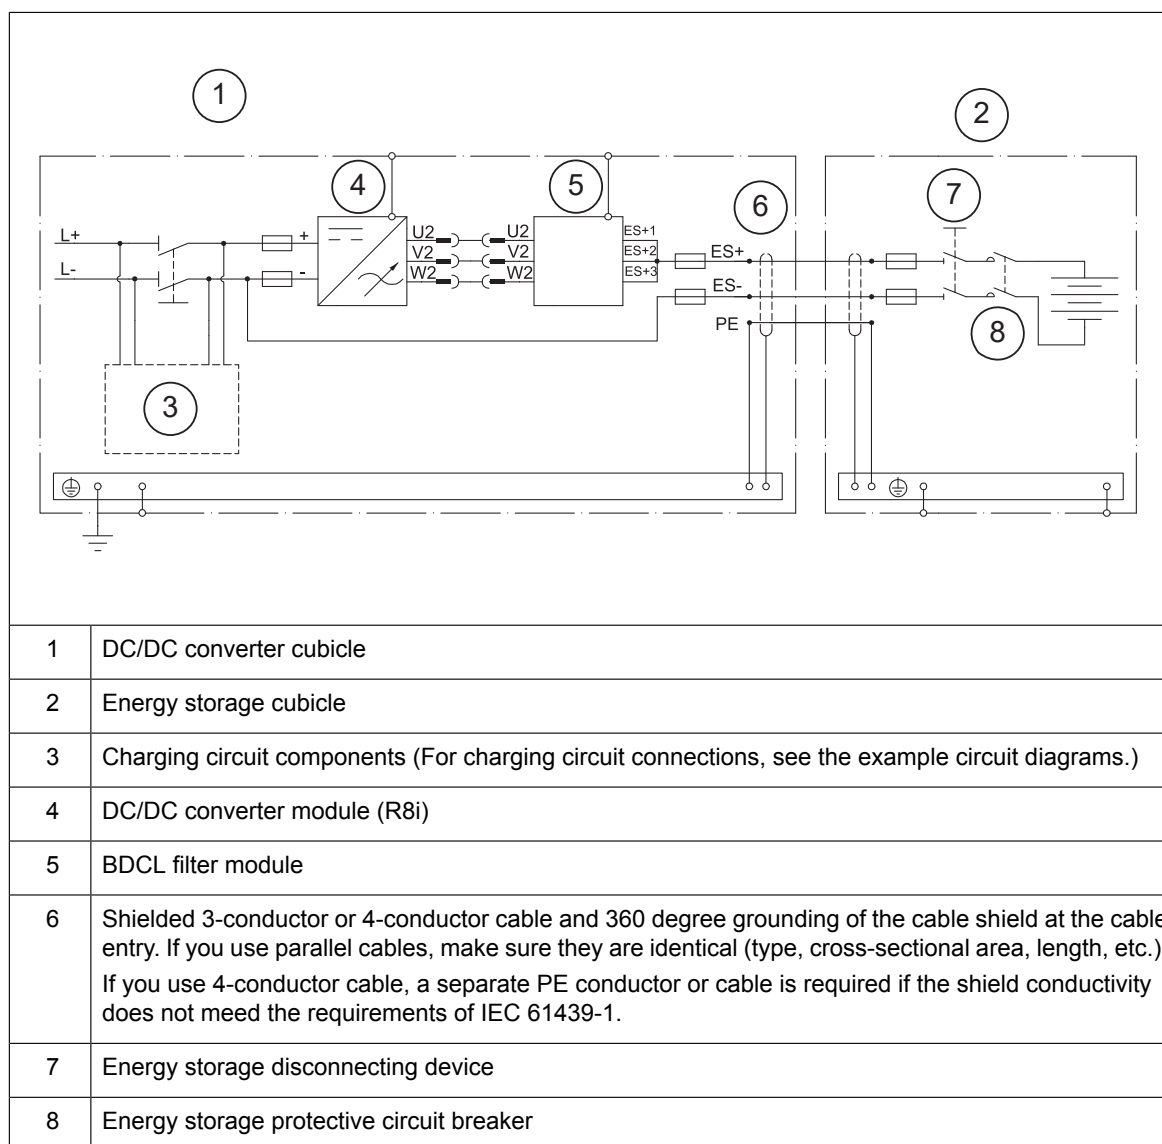 1
2
4
5
6
7
L+
+
U2
U2
ES+1
V2
V2
ES+2
ES+
L-
-
W2
W2
ES+3
ES-
PE
8
3
1 DC/DC converter cubicle
2 Energy storage cubicle
3 Charging circuit components (For charging circuit connections, see the example circuit diagrams.)
4 DC/DC converter module (R8i)
5 BDCL filter module
6 Shielded 3-conductor or 4-conductor cable and 360 degree grounding of the cable shield at the cable
entry. If you use parallel cables, make sure they are identical (type, cross-sectional area, length, etc.)
If you use 4-conductor cable, a separate PE conductor or cable is required if the shield conductivity
does not meed the requirements of IEC 61439-1.
7 Energy storage disconnecting device
8 Energy storage protective circuit breaker